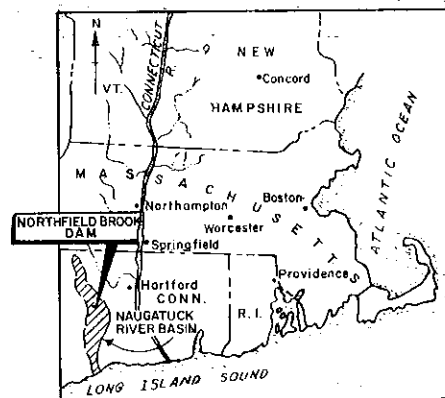 N
NEW
CONNECTICUT
R.
VT.
Concord
HAMPSHIRE
ATLANTIC OCEAN
MASSACHUSETTS
Northampton
Boston
Worcester
NORTHFIELD BROOK
DAM
Springfield
Providence
Hartford
CONN.
NAUGATUCK
RIVER BASIN
R.I.
LONG ISLAND SOUND